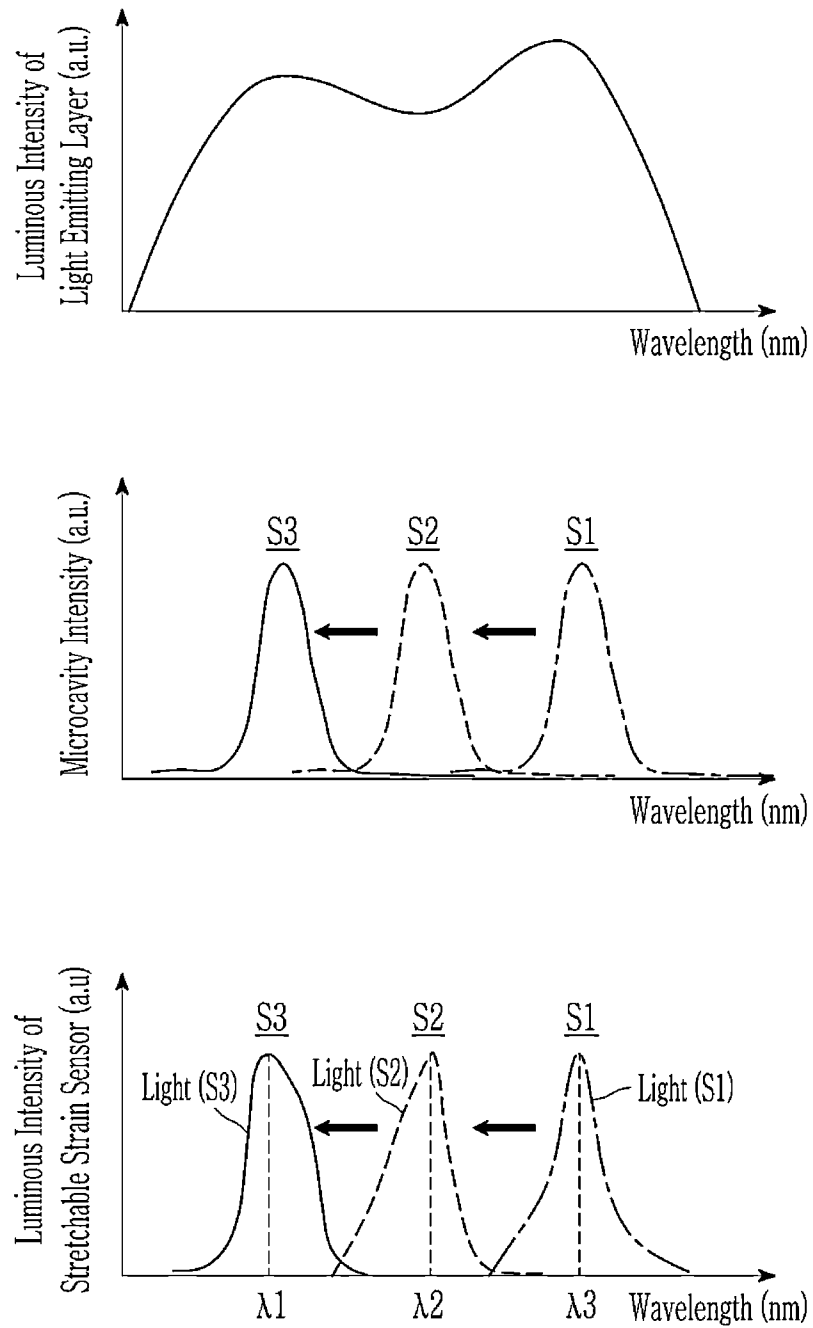 Luminous Intensity of
Light Emitting Layer (a.u.)
Wavelength (nm)
Microcavity Intensity (a.u.)
S3 S2 S1
Wavelength (nm)
Luminous Intensity of
Stretchable Strain Sensor (a.u)
S3 S2 S1
Light (S3) Light (S2) Light (S1)
λ1 λ2 λ3 Wavelength (nm)